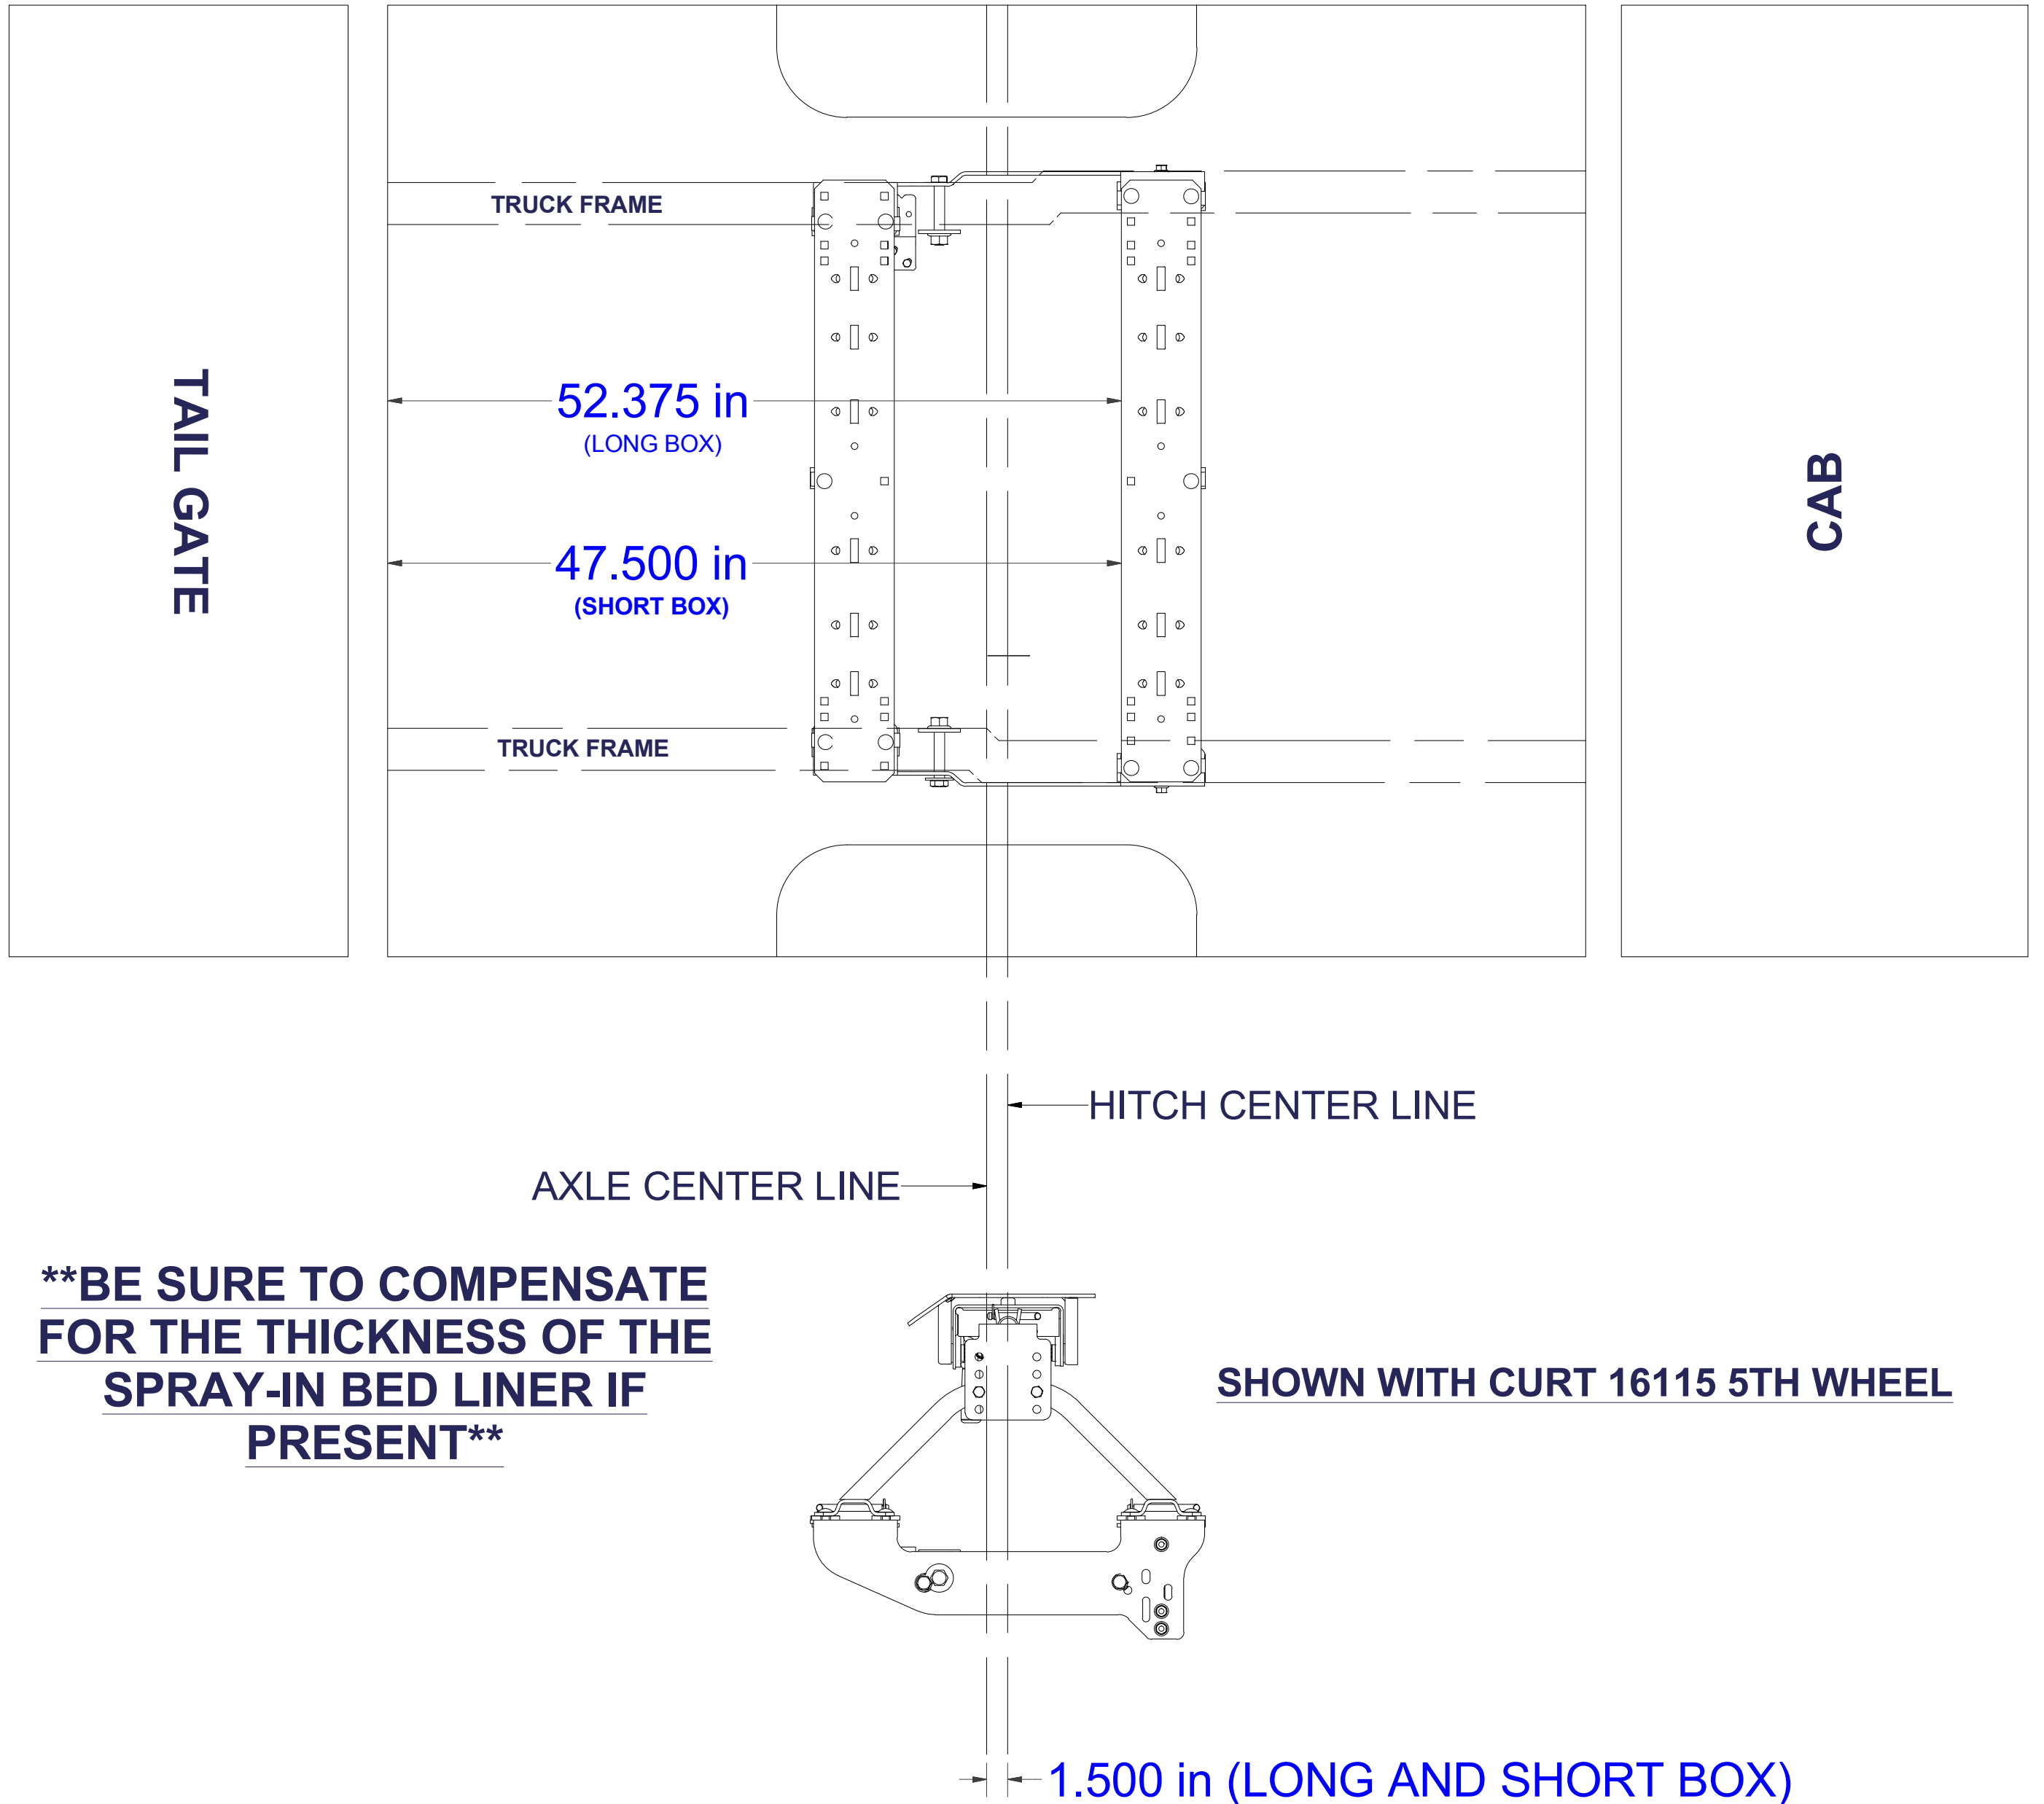 TRUCK FRAME
TAIL GATE
52.375 in
(LONG BOX)
CAB
47.500 in
(SHORT BOX)
TRUCK FRAME
HITCH CENTER LINE
AXLE CENTER LINE
**BE SURE TO COMPENSATE
FOR THE THICKNESS OF THE
SPRAY-IN BED LINER IF
PRESENT**
SHOWN WITH CURT 16115 5TH WHEEL
1.500 in (LONG AND SHORT BOX)